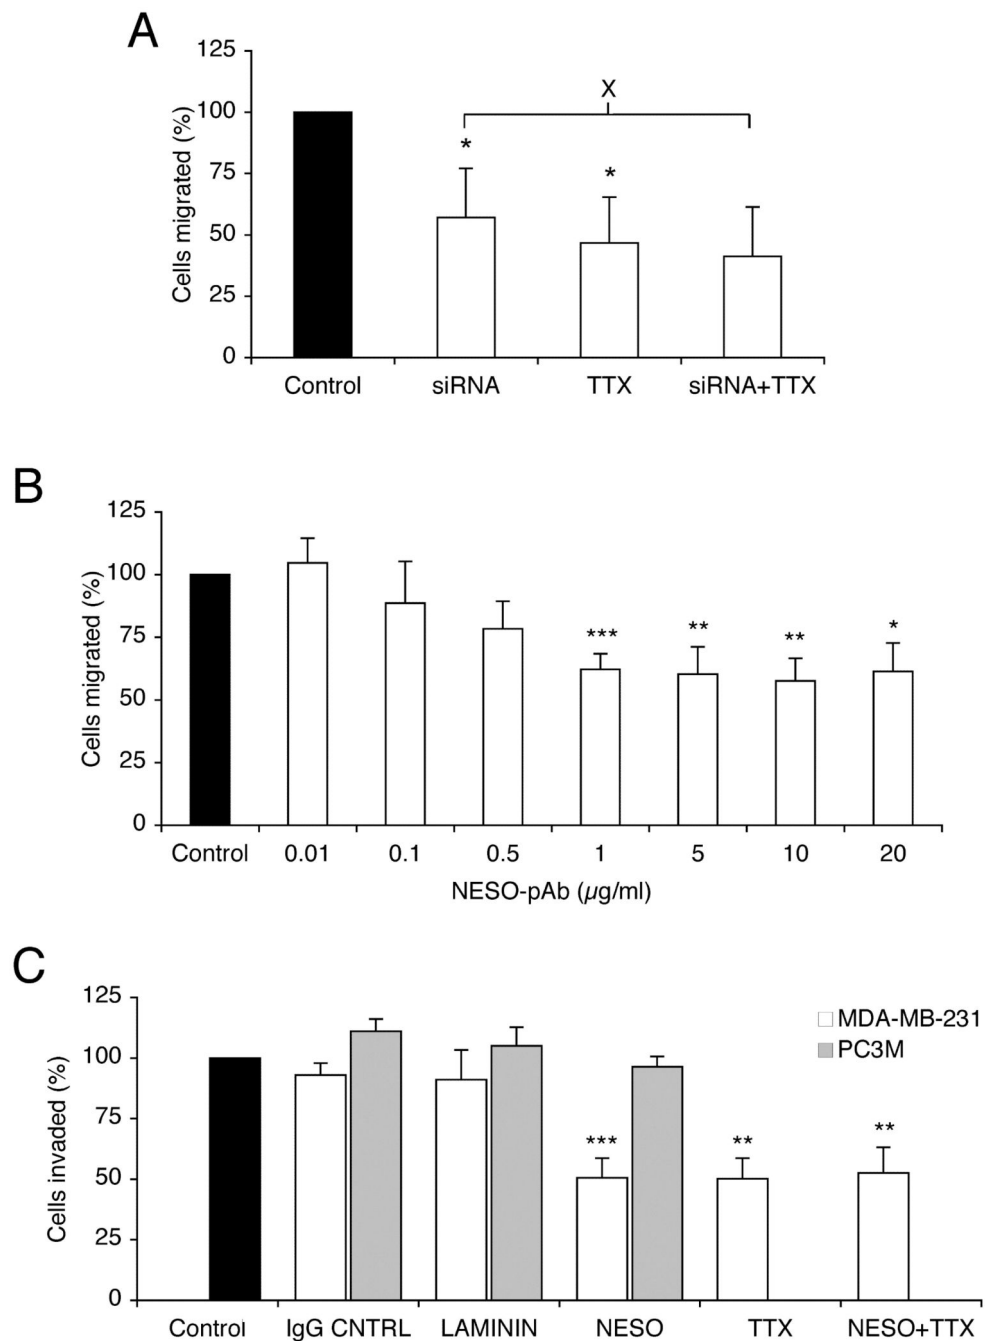 A
125
100
75
50
25
0
Cells migrated (%)
X
*
*
Control siRNA TTX siRNA+TTX
B
125
100
75
50
25
0
Cells migrated (%)
*** ** ** *
Control 0.01 0.1 0.5 1 5 10 20
NESO-pAb (µg/ml)
C
125
100
75
50
25
0
Cells invaded (%)
MDA-MB-231
PC3M
*** ** **
Control IgG CNTRL LAMININ NESO TTX NESO+TTX